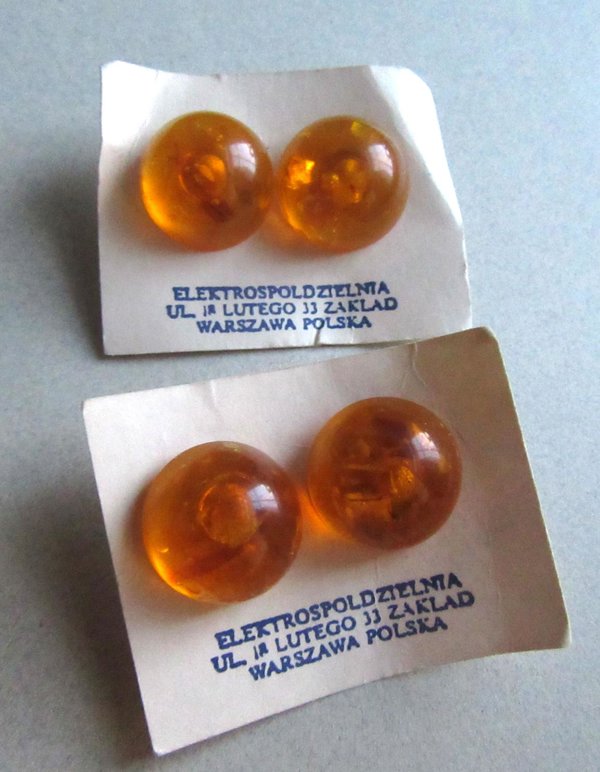 ELEKTROSPOLDZIELNIA
UL. 18 LUTEGO 33 ZAKLAD
WARSZAWA POLSKA
ELEKTROSPOLDZIELNIA
UL. 18 LUTEGO 33 ZAKLAD
WARSZAWA POLSKA